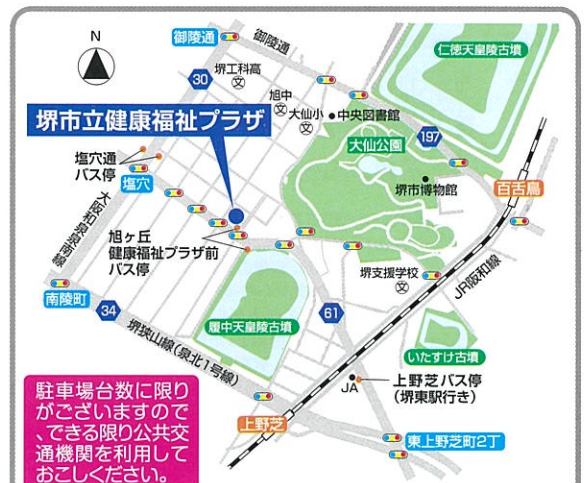 N
御陵通
御陵通
仁徳天皇陵古墳
30
堺工科高
文
旭中
文
大仙小
文
中央図書館
堺市立健康福祉プラザ
大仙公園
197
塩穴通
バス停
塩穴
堺市博物館
百舌鳥
大阪和泉泉南線
旭ヶ丘
健康福祉プラザ前
バス停
堺支援学校
文
JR阪和線
南陵町
34
履中天皇陵古墳
61
堺狭山線(泉北1号線)
いたすけ古墳
JA
上野芝バス停
(堺東駅行き)
上野芝
東上野芝町2丁
駐車場台数に限り
がございますので
、できる限り公共交
通機関を利用して
おこしください。